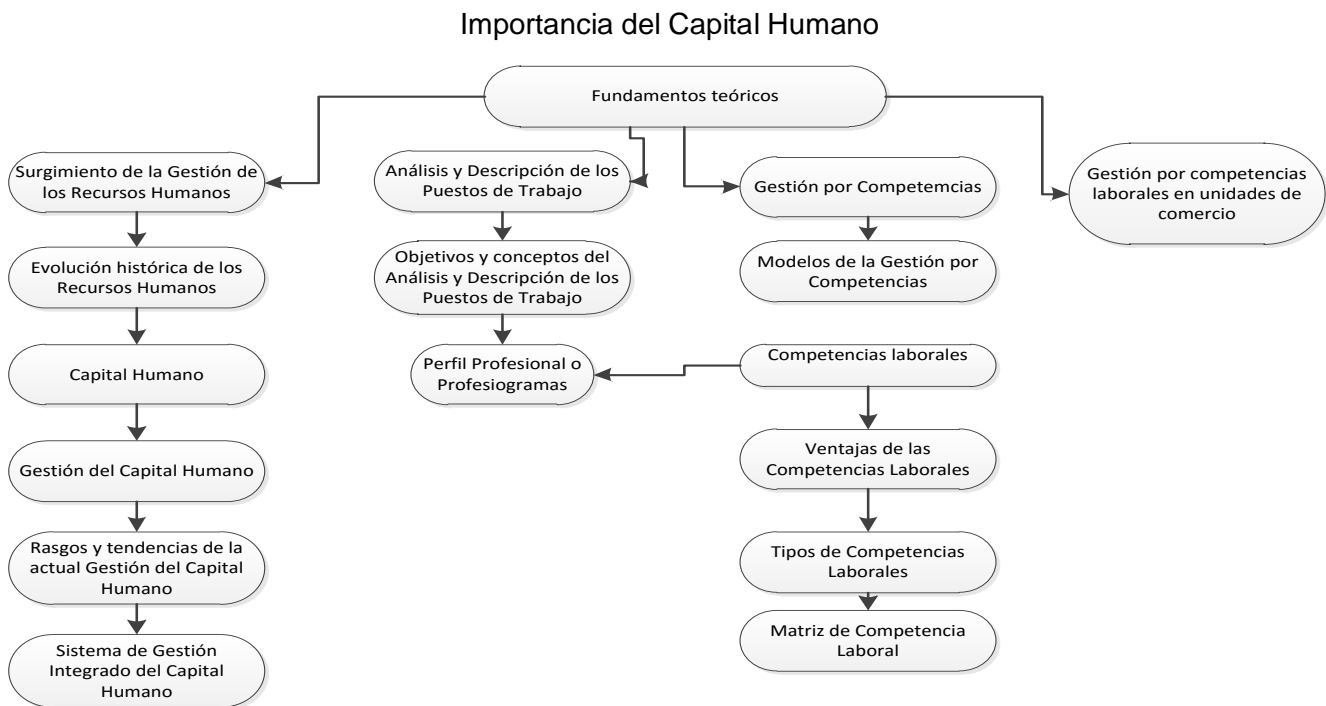 Importancia del Capital Humano
Fundamentos teóricos
Surgimiento de la Gestión de
los Recursos Humanos
Evolución histórica de los
Recursos Humanos
Capital Humano
Gestión del Capital Humano
Rasgos y tendencias de la
actual Gestión del Capital
Humano
Sistema de Gestión
Integrado del Capital
Humano
Análisis y Descripción de los
Puestos de Trabajo
Objetivos y conceptos del
Análisis y Descripción de los
Puestos de Trabajo
Perfil Profesional o
Profesiogramas
Gestión por Competemcias
Modelos de la Gestión por
Competencias
Competencias laborales
Ventajas de las
Competencias Laborales
Tipos de Competencias
Laborales
Matriz de Competencia
Laboral
Gestión por competencias
laborales en unidades de
comercio